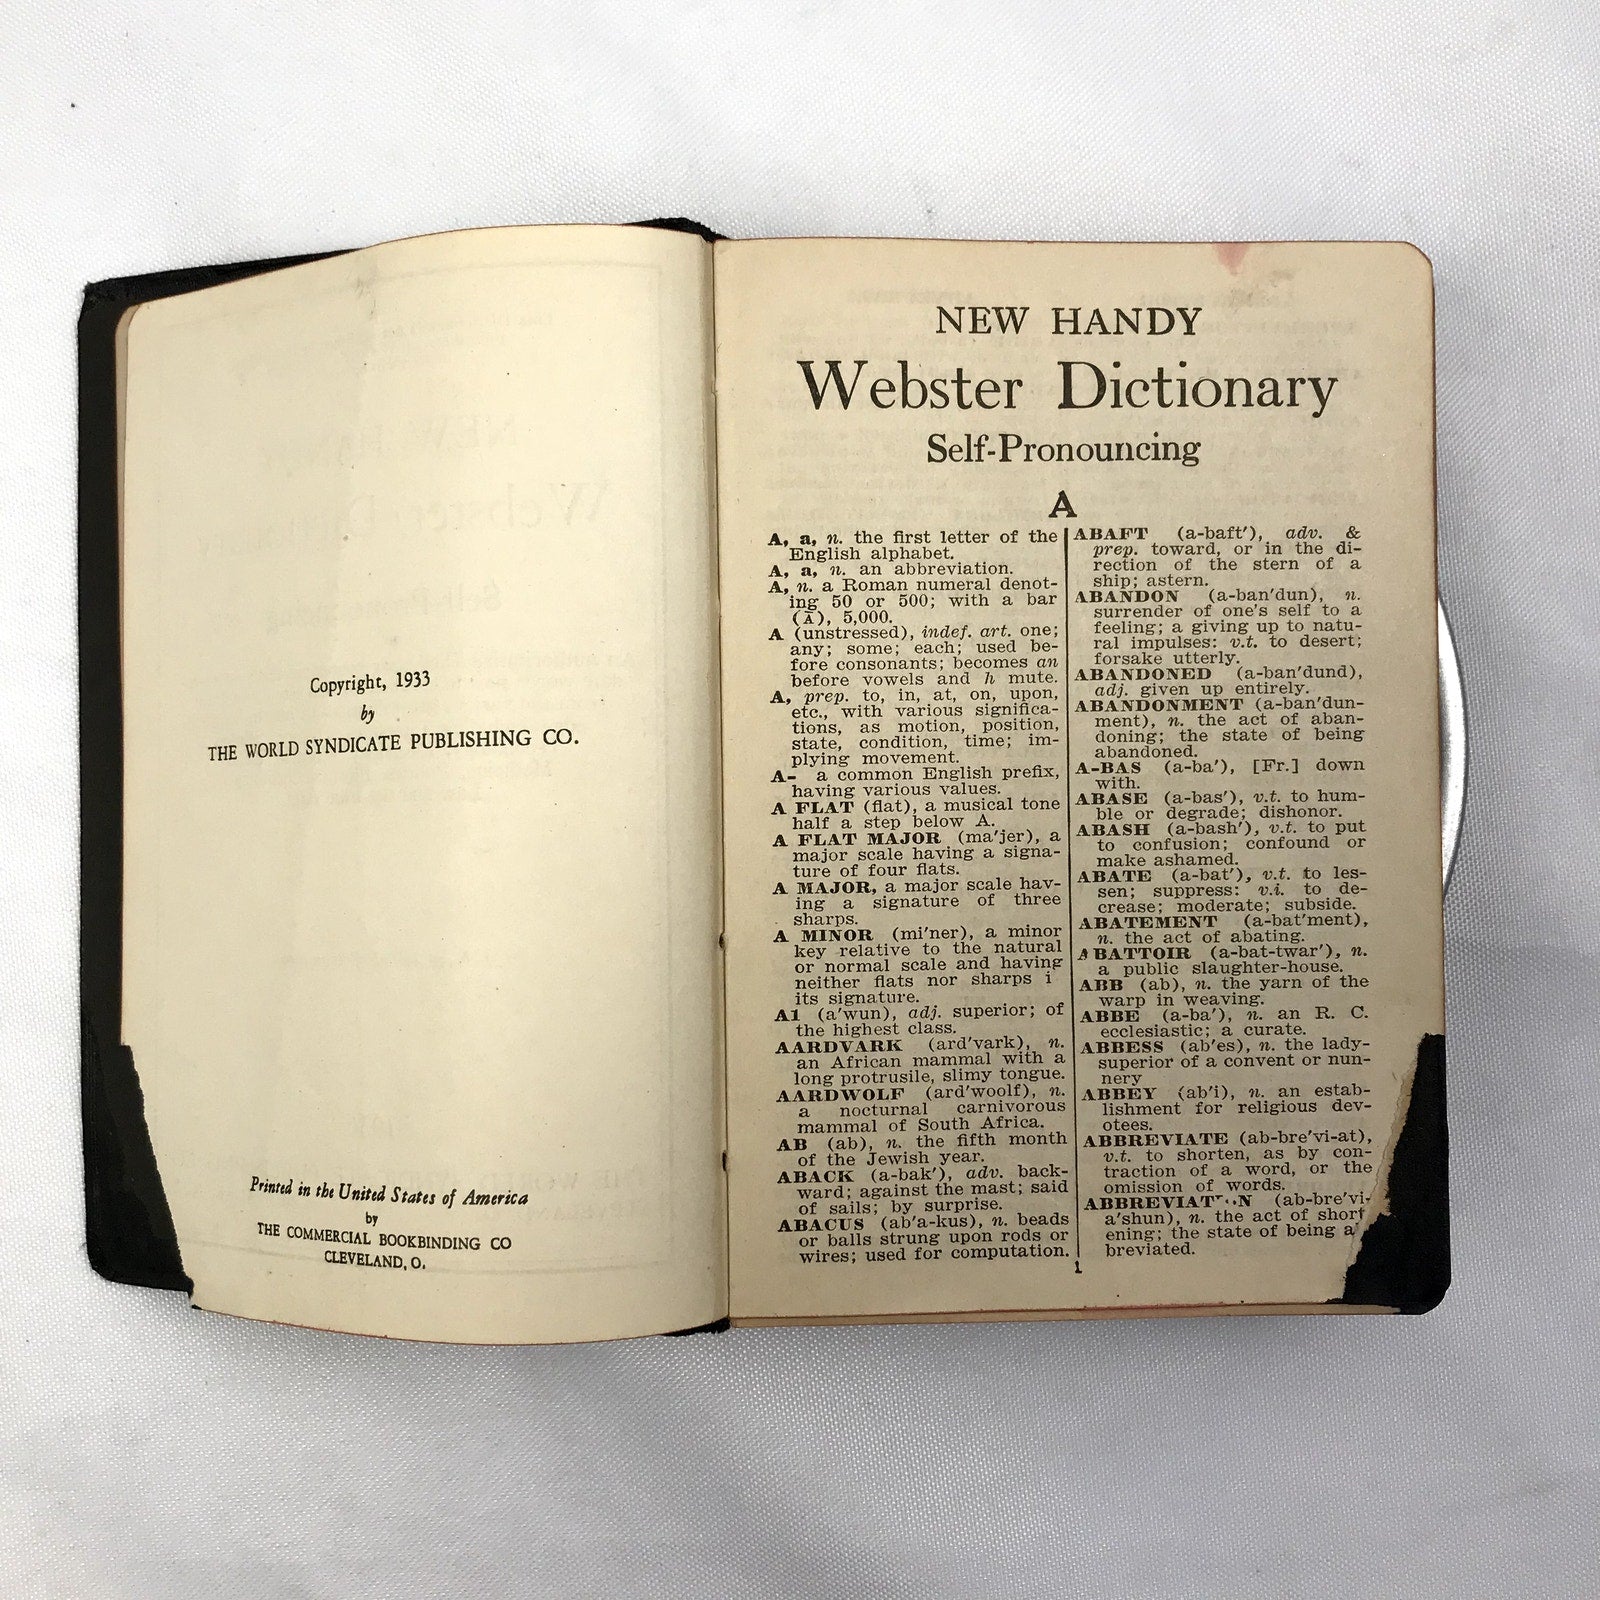 Copyright, 1933
by
THE WORLD SYNDICATE PUBLISHING CO.
Printed in the United States of America
by
THE COMMERCIAL BOOKBINDING CO
CLEVELAND, O.
NEW HANDY
Webster Dictionary
Self-Pronouncing
A
A, a, n. the first letter of the
English alphabet.
A, a, n. an abbreviation.
A, n. a Roman numeral denot-
ing 50 or 500; with a bar
(Ā), 5,000.
A (unstressed), indef. art. one;
any; some; each; used be-
fore consonants; becomes an
before vowels and h mute.
A, prep. to, in, at, on, upon,
etc., with various significa-
tions, as motion, position,
state, condition, time; im-
plying movement.
A- a common English prefix,
having various values.
A FLAT (flat), a musical tone
half a step below A.
A FLAT MAJOR (ma'jer), a
major scale having a signa-
ture of four flats.
A MAJOR, a major scale hav-
ing a signature of three
sharps.
A MINOR (mi'ner), a minor
key relative to the natural
or normal scale and having
neither flats nor sharps i
its signature.
A1 (a'wun), adj. superior; of
the highest class.
AARDVARK (ard'vark), n.
an African mammal with a
long protrusile, slimy tongue.
AARDWOLF (ard'woolf), n.
a nocturnal carnivorous
mammal of South Africa.
AB (ab), n. the fifth month
of the Jewish year.
ABACK (a-bak'), adv. back-
ward; against the mast; said
of sails; by surprise.
ABACUS (ab'a-kus), n. beads
or balls strung upon rods or
wires; used for computation.
ABAFT (a-baft'), adv. &
prep. toward, or in the di-
rection of the stern of a
ship; astern.
ABANDON (a-ban'dun), n.
surrender of one's self to a
feeling; a giving up to natu-
ral impulses: v.t. to desert;
forsake utterly.
ABANDONED (a-ban'dund),
adj. given up entirely.
ABANDONMENT (a-ban'dun-
ment), n. the act of aban-
doning; the state of being
abandoned.
A-BAS (a-ba'), [Fr.] down
with.
ABASE (a-bas'), v.t. to hum-
ble or degrade; dishonor.
ABASH (a-bash'), v.t. to put
to confusion; confound or
make ashamed.
ABATE (a-bat'), v.t. to les-
sen; suppress: v.i. to de-
crease; moderate; subside.
ABATEMENT (a-bat'ment),
n. the act of abating.
ABATTOIR (a-bat-twar'), n.
a public slaughter-house.
ABB (ab), n. the yarn of the
warp in weaving.
ABBE (a-ba'), n. an R. C.
ecclesiastic; a curate.
ABBESS (ab'es), n. the lady-
superior of a convent or nun-
nery
ABBEY (ab'i), n. an estab-
lishment for religious dev-
otees.
ABBREVIATE (ab-bre'vi-at),
v.t. to shorten, as by con-
traction of a word, or the
omission of words.
ABBREVIATION (ab-bre'vi-
a'shun), n. the act of short
ening; the state of being a
breviated.
1